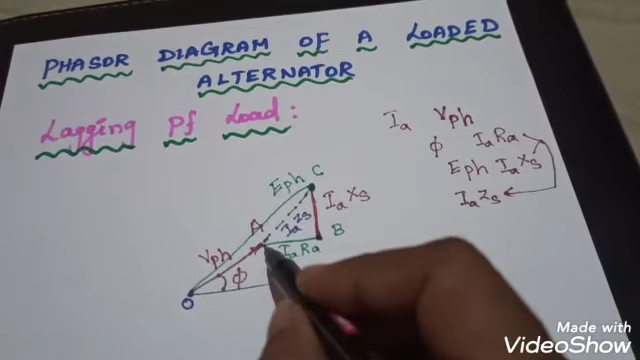 PHASOR DIAGRAM OF A LOADED
ALTERNATOR
Lagging Pf Load:
Ia Vph
ϕ IaRa
Eph IaXs
IaZs
Eph C
IaXs
A
IaZs
B
Vph
IaRa
ϕ
O
Made with
VideoShow